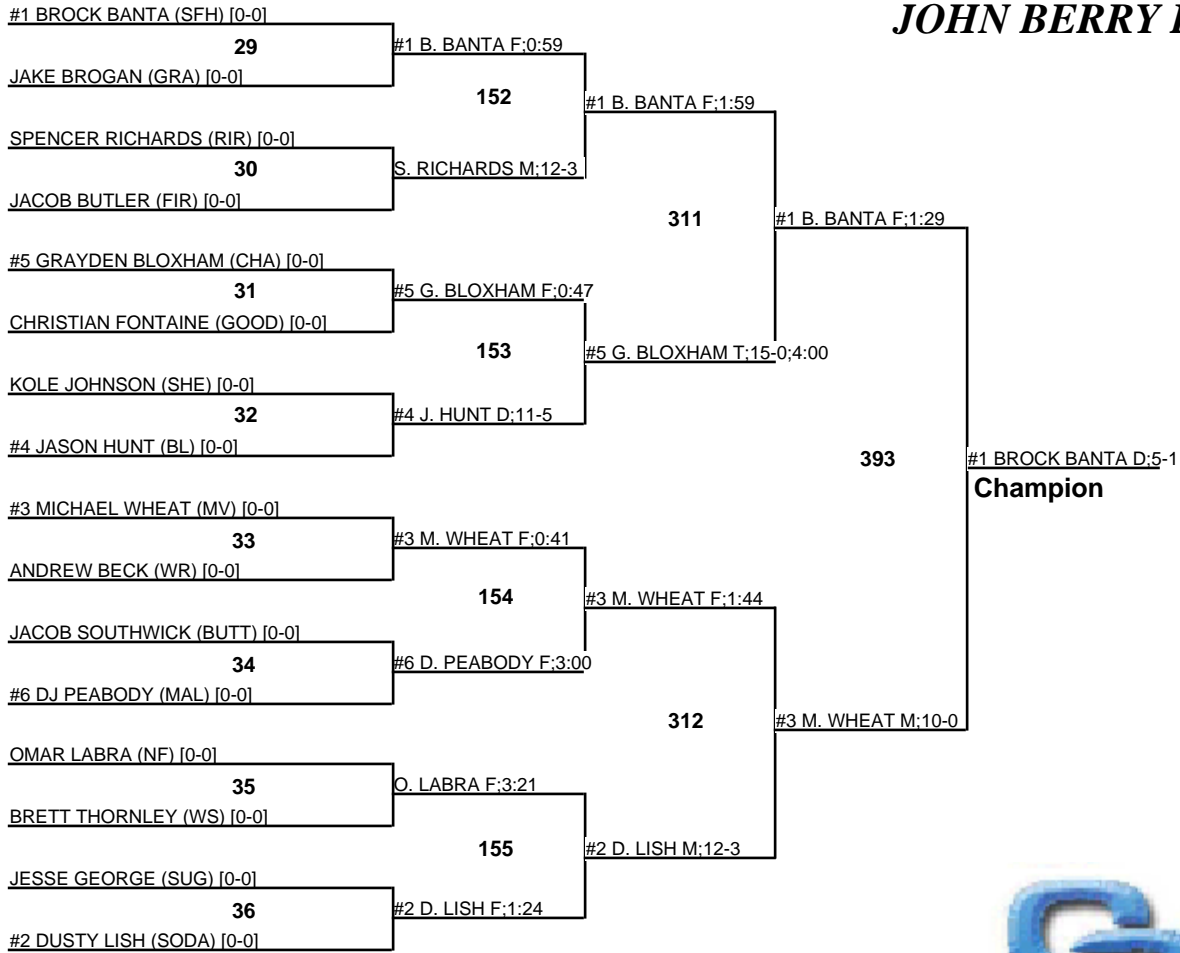 #1 BROCK BANTA (SFH) [0-0]
JOHN BERRY
29
#1 B. BANTA F;0:59
JAKE BROGAN (GRA) [0-0]
152
#1 B. BANTA F;1:59
SPENCER RICHARDS (RIR) [0-0]
30
S. RICHARDS M;12-3
JACOB BUTLER (FIR) [0-0]
311
#1 B. BANTA F;1:29
#5 GRAYDEN BLOXHAM (CHA) [0-0]
31
#5 G. BLOXHAM F;0:47
CHRISTIAN FONTAINE (GOOD) [0-0]
153
#5 G. BLOXHAM T;15-0;4:00
KOLE JOHNSON (SHE) [0-0]
32
#4 J. HUNT D;11-5
#4 JASON HUNT (BL) [0-0]
393
#1 BROCK BANTA D;5-1
Champion
#3 MICHAEL WHEAT (MV) [0-0]
33
#3 M. WHEAT F;0:41
ANDREW BECK (WR) [0-0]
154
#3 M. WHEAT F;1:44
JACOB SOUTHWICK (BUTT) [0-0]
34
#6 D. PEABODY F;3:00
#6 DJ PEABODY (MAL) [0-0]
312
#3 M. WHEAT M;10-0
OMAR LABRA (NF) [0-0]
35
O. LABRA F;3:21
BRETT THORNLEY (WS) [0-0]
155
#2 D. LISH M;12-3
JESSE GEORGE (SUG) [0-0]
36
#2 D. LISH F;1:24
#2 DUSTY LISH (SODA) [0-0]